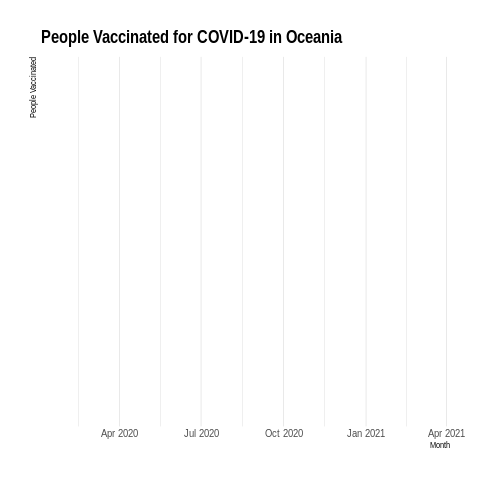 People Vaccinated for COVID-19 in Oceania
People Vaccinated
Apr 2020
Jul 2020
Oct 2020
Jan 2021
Apr 2021
Month